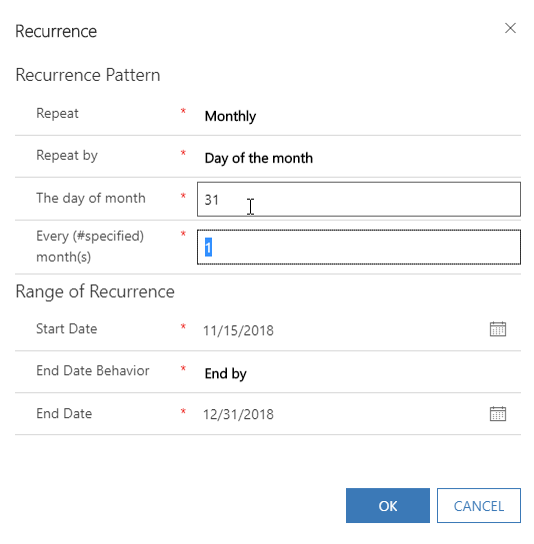 Recurrence
Recurrence Pattern
Repeat * Monthly
Repeat by * Day of the month
The day of month * 31
Every (#specified) month(s) * 1
Range of Recurrence
Start Date * 11/15/2018
End Date Behavior * End by
End Date * 12/31/2018
OK CANCEL